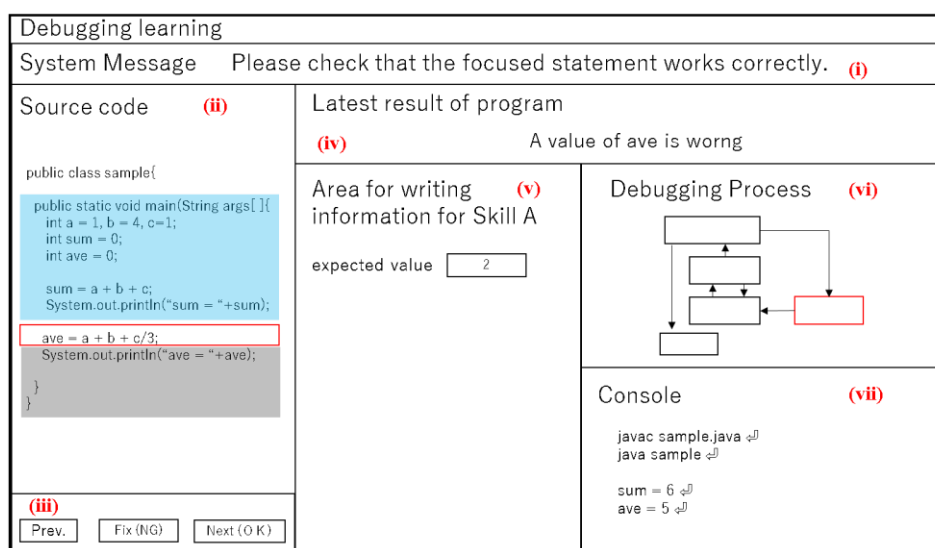 Debugging learning
System Message Please check that the focused statement works correctly. (i)
Source code (ii)
public class sample{
public static void main(String args[ ]{
int a = 1, b = 4, c=1;
int sum = 0;
int ave = 0;
sum = a + b + c;
System.out.println(“sum = “+sum);
ave = a + b + c/3;
System.out.println(“ave = “+ave);
}
}
(iii)
Prev. Fix (NG) Next (O K)
Latest result of program
(iv) A value of ave is worng
Area for writing (v)
information for Skill A
expected value 2
Debugging Process (vi)
Console (vii)
javac sample.java ⏎
java sample ⏎
sum = 6 ⏎
ave = 5 ⏎